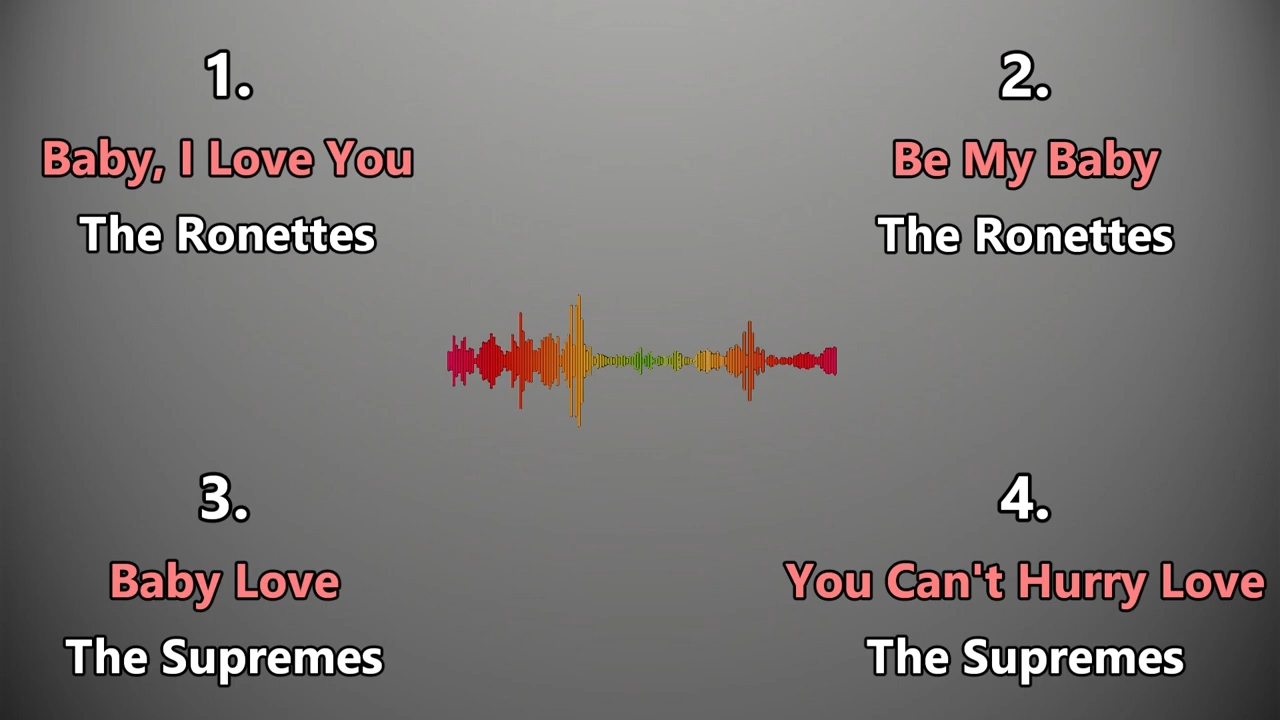 1.
Baby, I Love You
The Ronettes
2.
Be My Baby
The Ronettes
3.
Baby Love
The Supremes
4.
You Can't Hurry Love
The Supremes